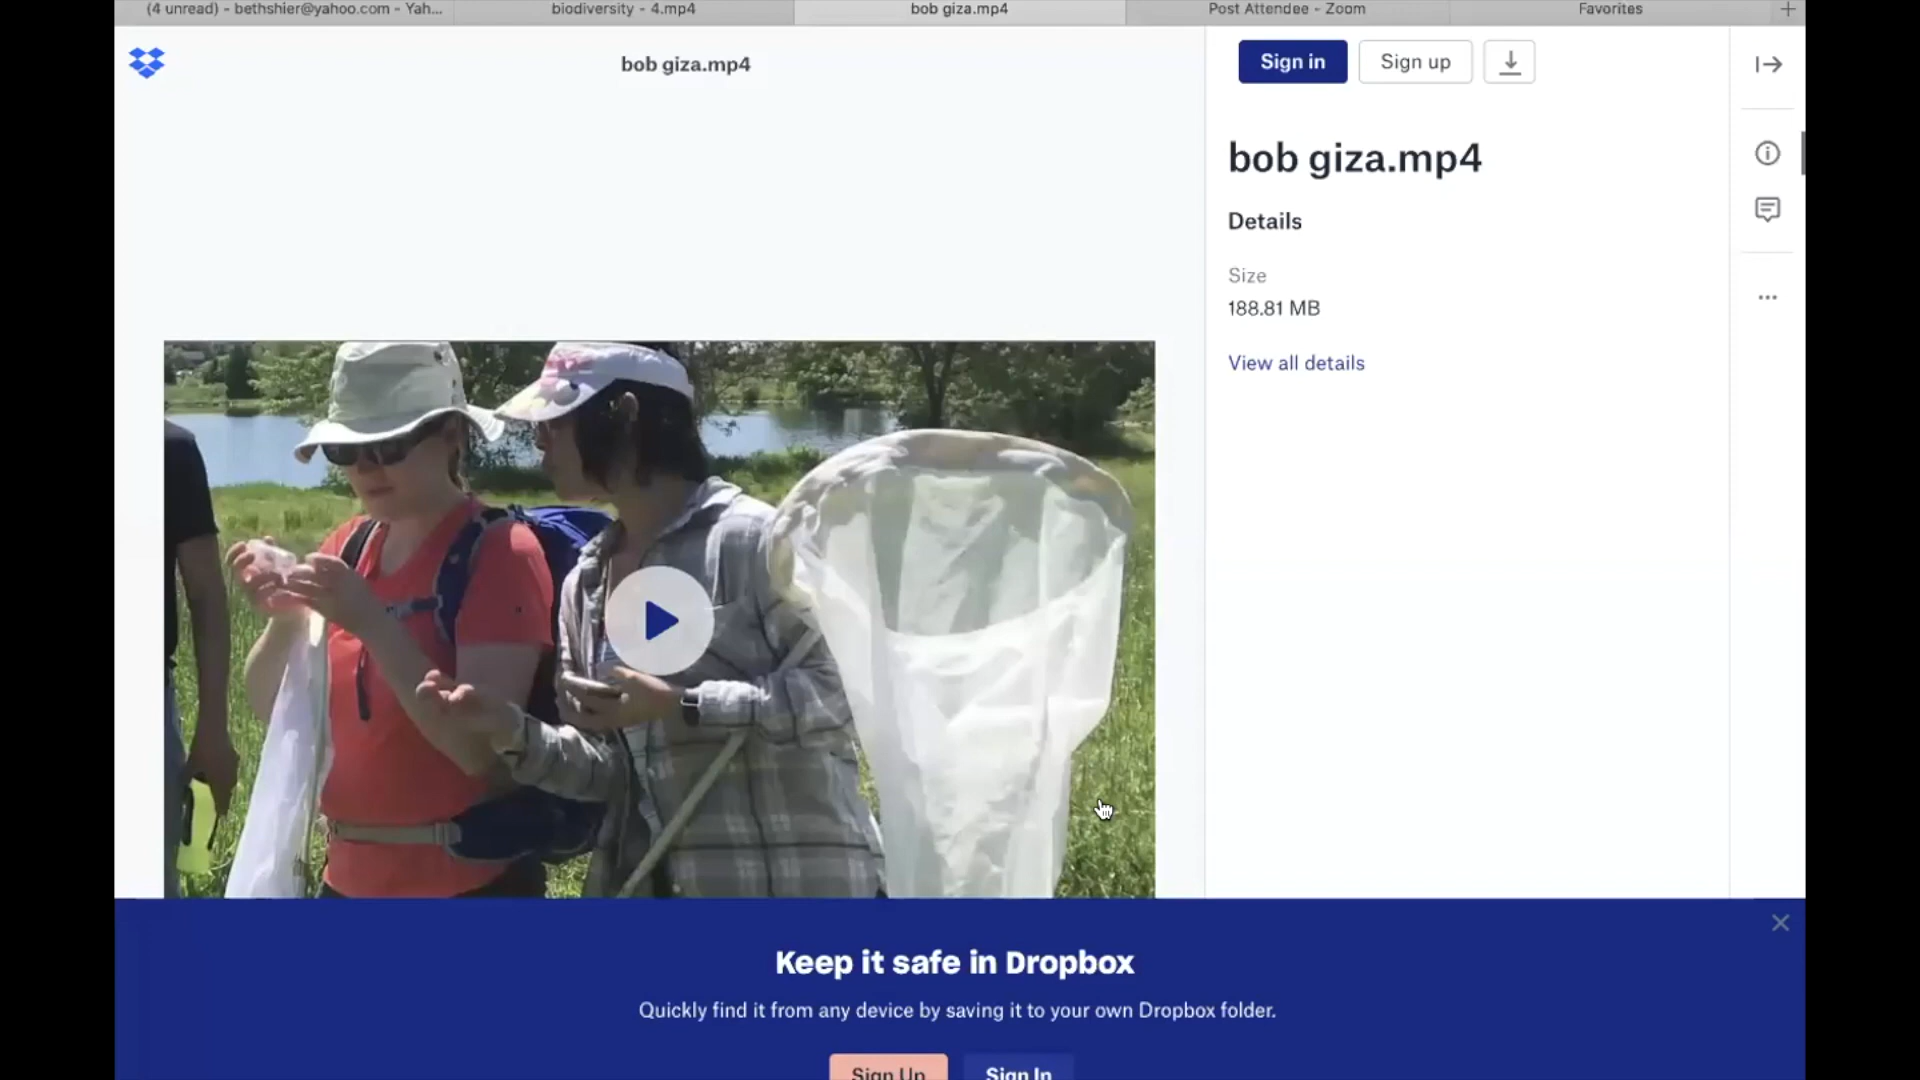 (4 unread) - bethshier@yahoo.com - Yah...
biodiversity - 4.mp4
bob giza.mp4
Post Attendee - Zoom
Favorites
bob giza.mp4
Sign in
Sign up
bob giza.mp4
Details
Size
188.81 MB
View all details
Keep it safe in Dropbox
Quickly find it from any device by saving it to your own Dropbox folder.
Sign Up
Sign In